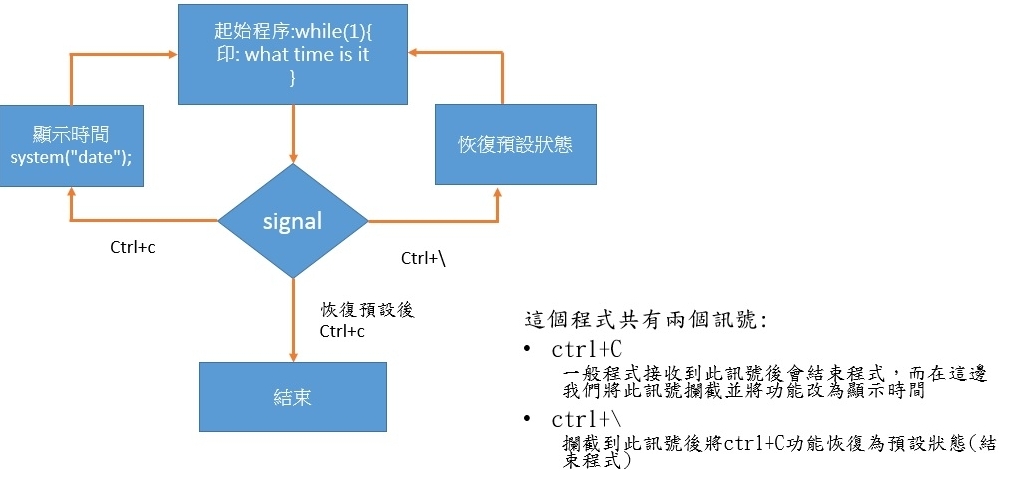 起始程序:while(1){
印: what time is it
}
顯示時間
system("date");
恢復預設狀態
signal
Ctrl+c
Ctrl+\
恢復預設後
Ctrl+c
結束
這個程式共有兩個訊號:
• ctrl+C
一般程式接收到此訊號後會結束程式，而在這邊
我們將此訊號攔截並將功能改為顯示時間
• ctrl+\
攔截到此訊號後將ctrl+C功能恢復為預設狀態(結
束程式)